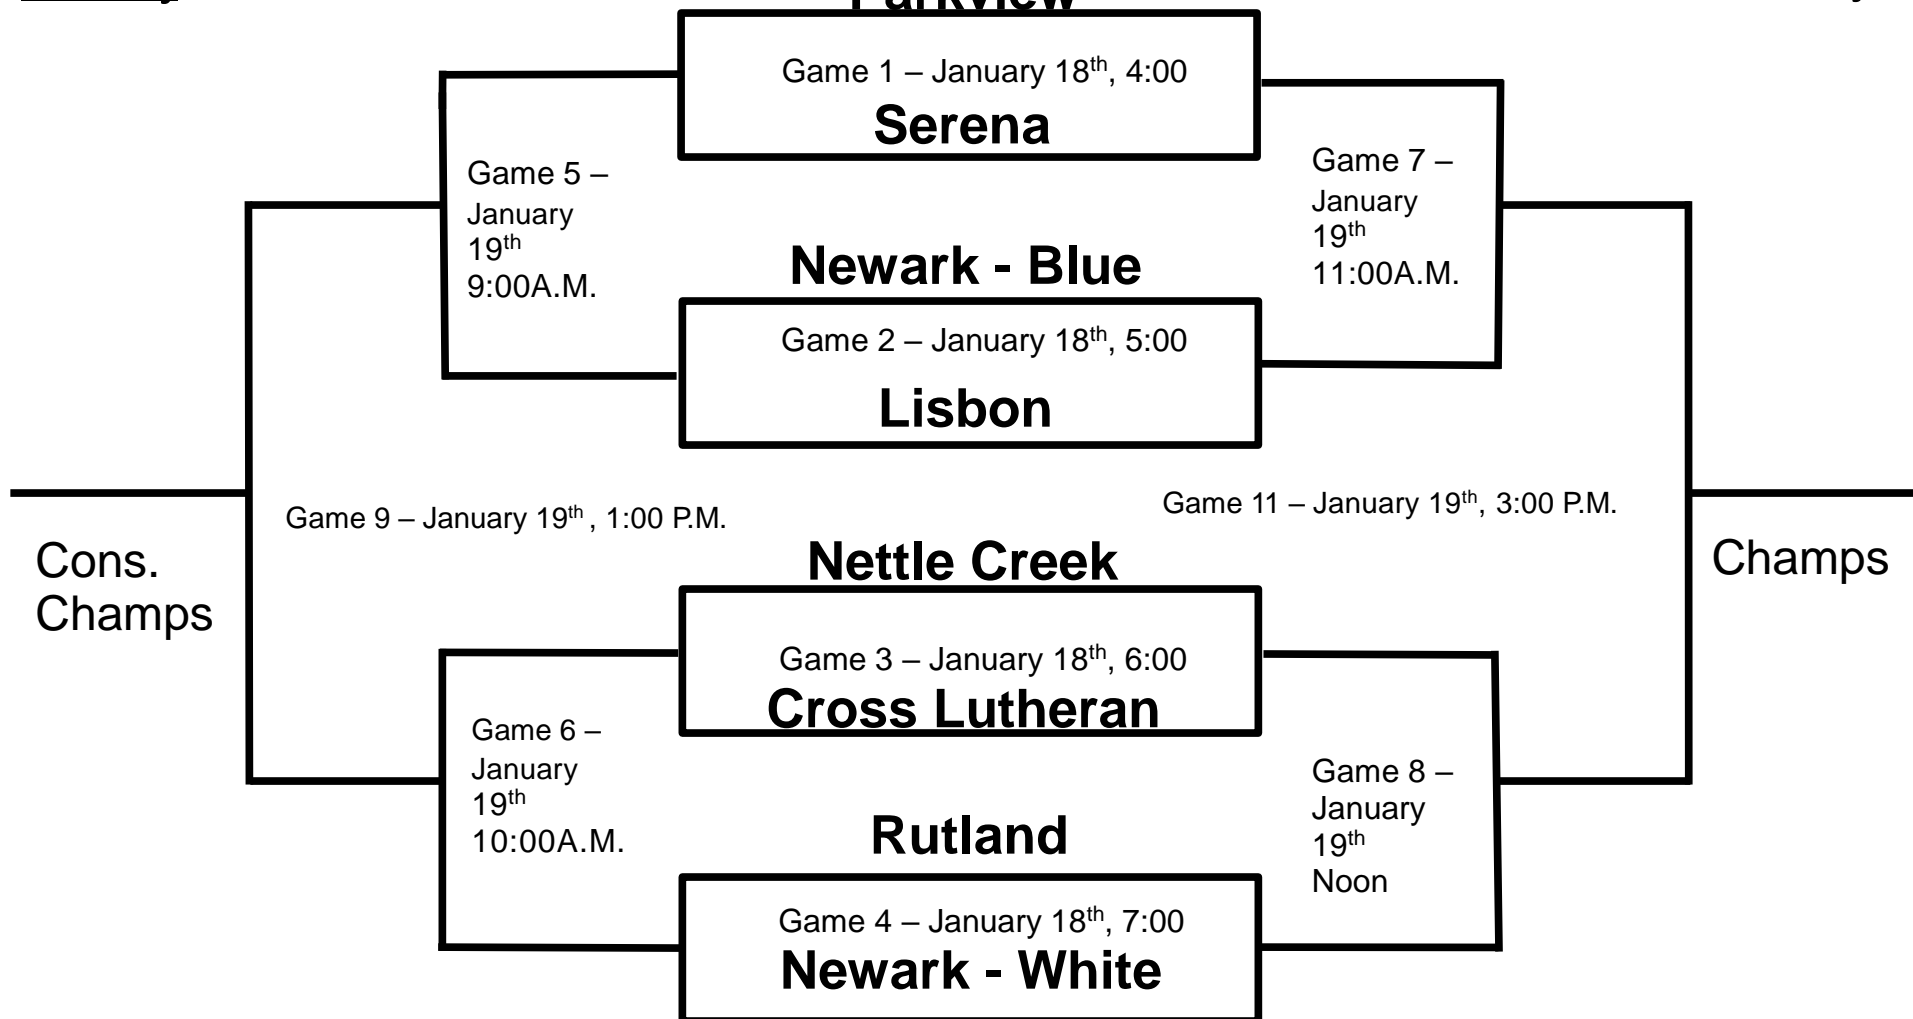 Parkview
Game 1 – January 18th, 4:00
Serena
Game 5 –
January
19th
9:00A.M.
Game 7 –
January
19th
11:00A.M.
Newark - Blue
Game 2 – January 18th, 5:00
Lisbon
Game 9 – January 19th , 1:00 P.M.
Game 11 – January 19th, 3:00 P.M.
Cons.
Champs
Champs
Nettle Creek
Game 3 – January 18th, 6:00
Cross Lutheran
Game 6 –
January
19th
10:00A.M.
Game 8 –
January
19th
Noon
Rutland
Game 4 – January 18th, 7:00
Newark - White